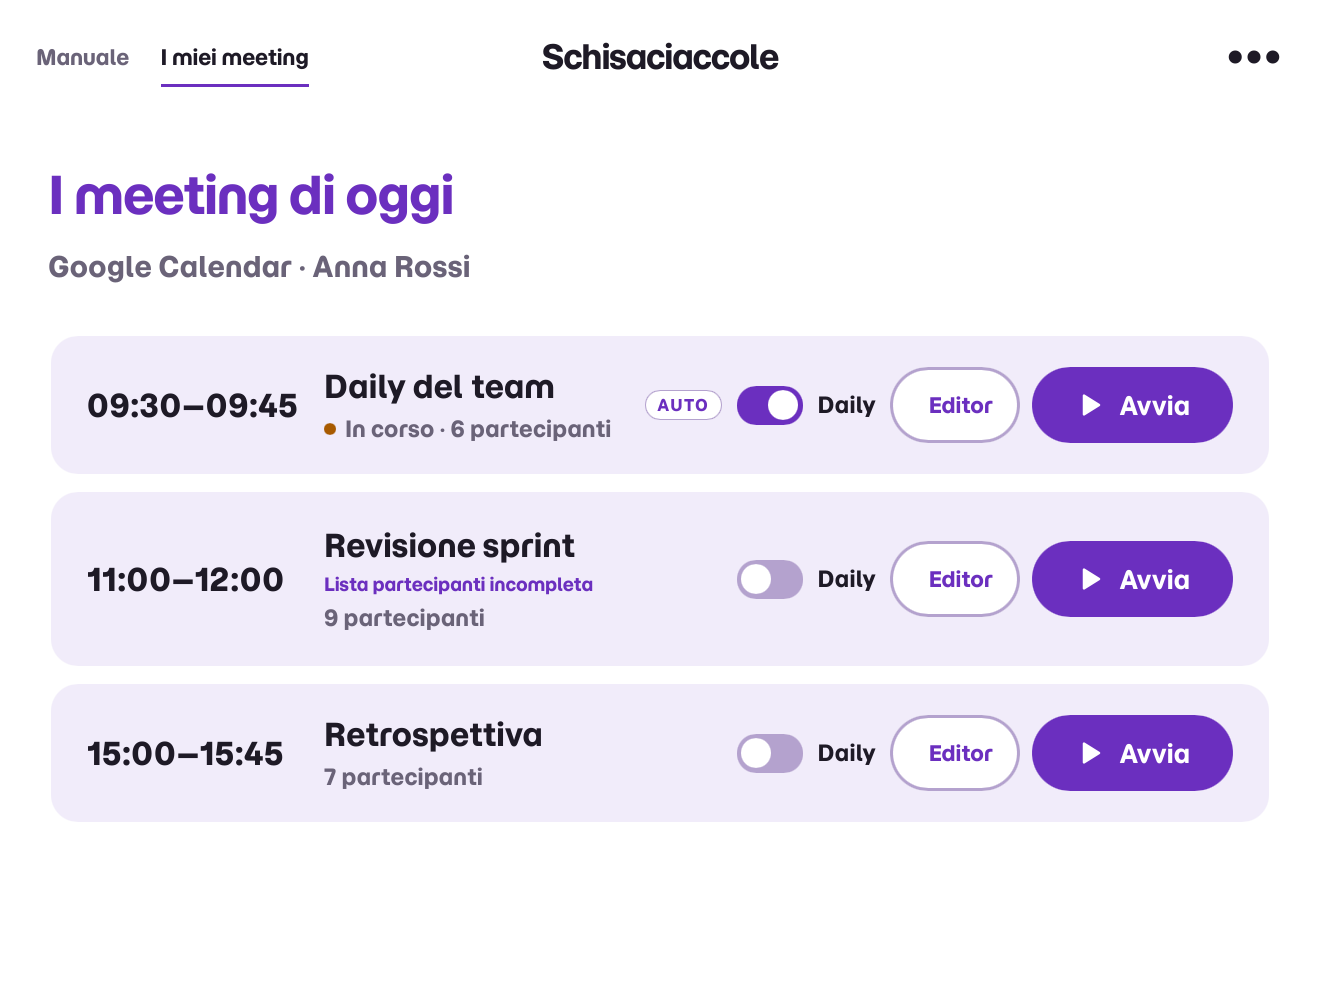 Manuale
I miei meeting
Schisaciaccole
I meeting di oggi
Google Calendar · Anna Rossi
09:30–09:45
Daily del team
In corso · 6 partecipanti
AUTO
Daily
Editor
Avvia
11:00–12:00
Revisione sprint
Lista partecipanti incompleta
9 partecipanti
Daily
Editor
Avvia
15:00–15:45
Retrospettiva
7 partecipanti
Daily
Editor
Avvia